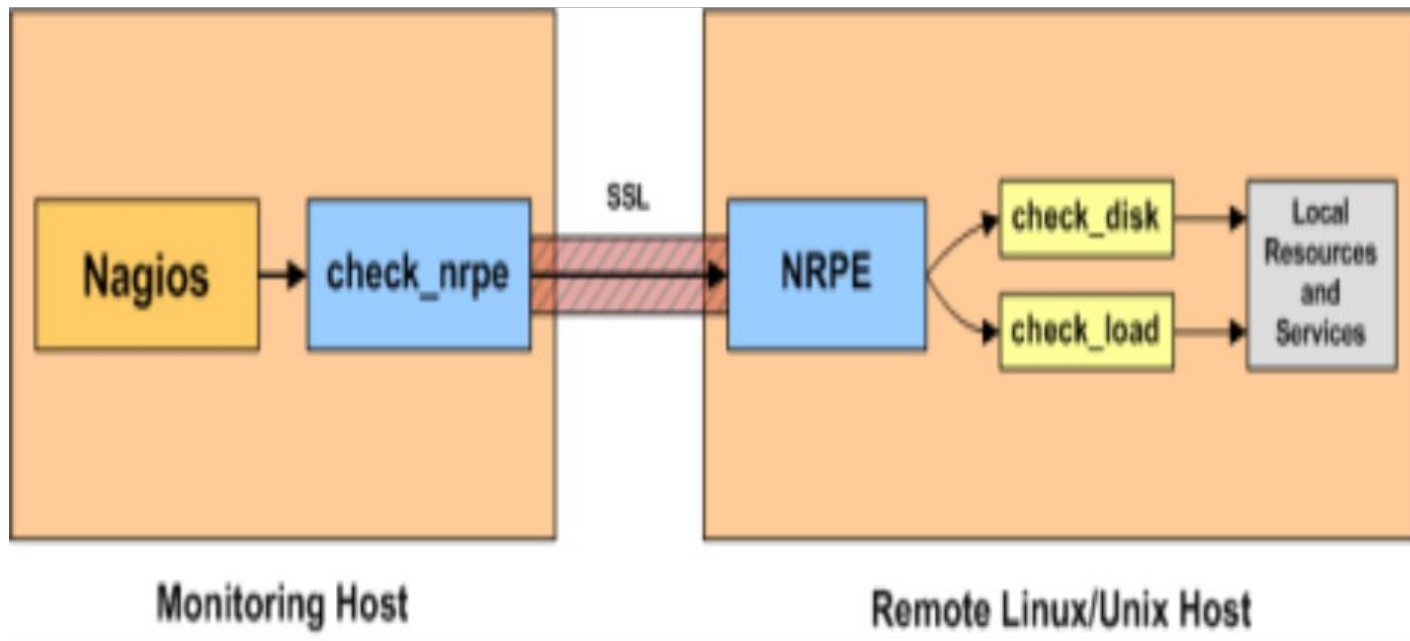 SSL
Nagios
check_nrpe
NRPE
check_disk
check_load
Local
Resources
and
Services
Monitoring Host
Remote Linux/Unix Host